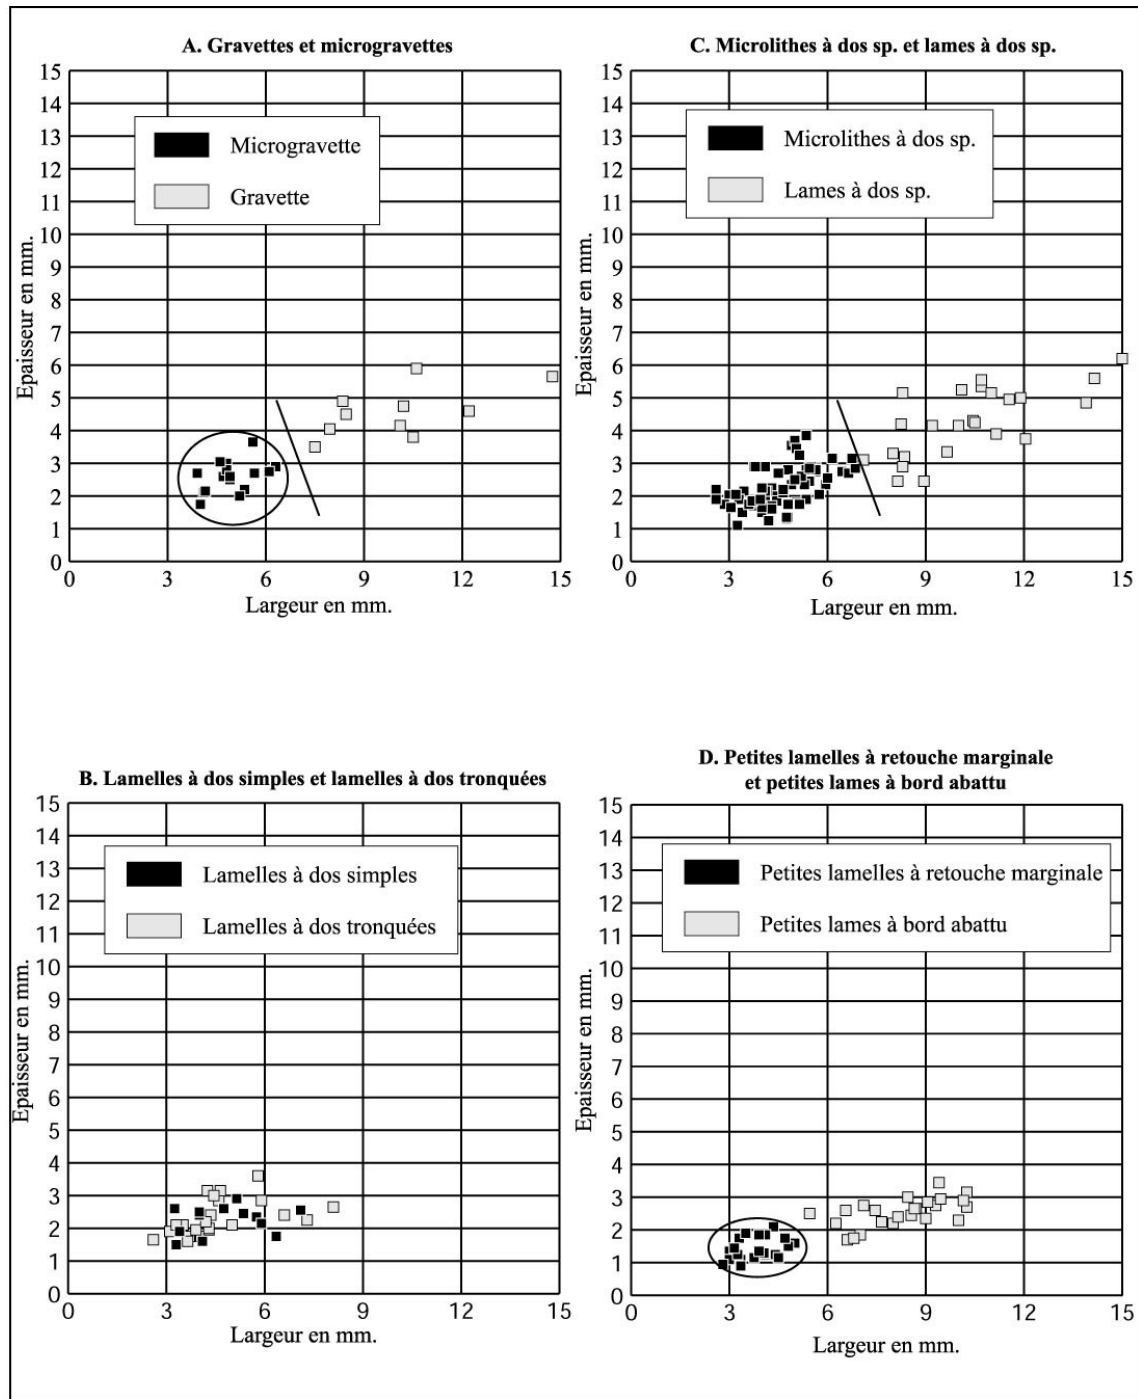 A. Gravettes et microgravettes
15
14
13
12
11
10
9
8
7
6
5
4
3
2
1
0
Epaisseur en mm.
Microgravette
Gravette
0 3 6 9 12 15
Largeur en mm.
C. Microlithes à dos sp. et lames à dos sp.
15
14
13
12
11
10
9
8
7
6
5
4
3
2
1
0
Epaisseur en mm.
Microlithes à dos sp.
Lames à dos sp.
0 3 6 9 12 15
Largeur en mm.
B. Lamelles à dos simples et lamelles à dos tronquées
15
14
13
12
11
10
9
8
7
6
5
4
3
2
1
0
Epaisseur en mm.
Lamelles à dos simples
Lamelles à dos tronquées
0 3 6 9 12 15
Largeur en mm.
D. Petites lamelles à retouche marginale
et petites lames à bord abattu
15
14
13
12
11
10
9
8
7
6
5
4
3
2
1
0
Epaisseur en mm.
Petites lamelles à retouche marginale
Petites lames à bord abattu
0 3 6 9 12 15
Largeur en mm.